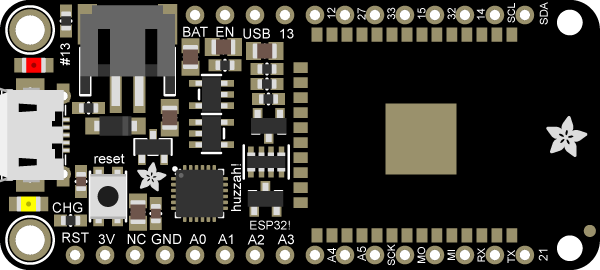 #13
BAT EN USB 13
12 27 33 15 32 14 SCL SDA
reset
huzzah!
ESP32!
CHG
RST 3V NC GND A0 A1 A2 A3
A4 A5 SCK MO MI RX TX 21